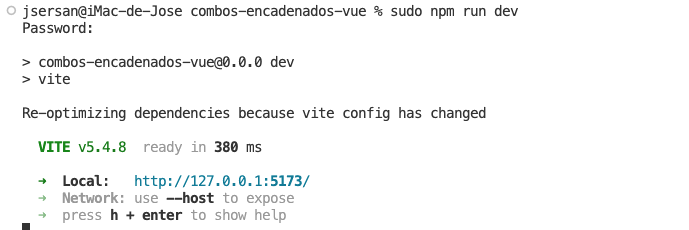 jsersan@iMac-de-Jose combos-encadenados-vue % sudo npm run dev
Password:
> combos-encadenados-vue@0.0.0 dev
> vite
Re-optimizing dependencies because vite config has changed
VITE v5.4.8  ready in 380 ms
➜  Local:   http://127.0.0.1:5173/
➜  Network: use --host to expose
➜  press h + enter to show help